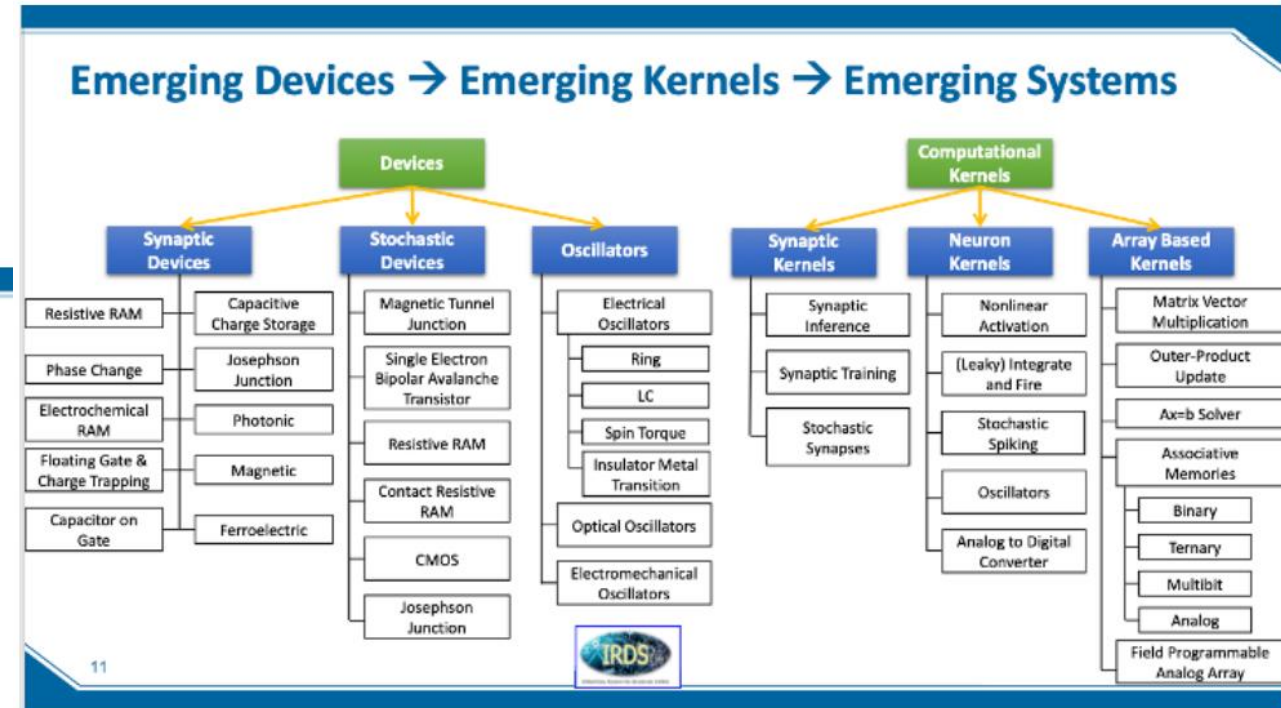 Emerging Devices → Emerging Kernels → Emerging Systems
Devices
Synaptic
Devices
Resistive RAM
Phase Change
Electrochemical
RAM
Floating Gate &
Charge Trapping
Capacitor on
Gate
Capacitive
Charge Storage
Josephson
Junction
Photonic
Magnetic
Ferroelectric
Stochastic
Devices
Magnetic Tunnel
Junction
Single Electron
Bipolar Avalanche
Transistor
Resistive RAM
Contact Resistive
RAM
CMOS
Josephson
Junction
Oscillators
Electrical
Oscillators
Ring
LC
Spin Torque
Insulator Metal
Transition
Optical Oscillators
Electromechanical
Oscillators
Computational
Kernels
Synaptic
Kernels
Synaptic
Inference
Synaptic Training
Stochastic
Synapses
Neuron
Kernels
Nonlinear
Activation
(Leaky) Integrate
and Fire
Stochastic
Spiking
Oscillators
Analog to Digital
Converter
Array Based
Kernels
Matrix Vector
Multiplication
Outer-Product
Update
Ax=b Solver
Associative
Memories
Binary
Ternary
Multibit
Analog
Field Programmable
Analog Array
11
IRDS